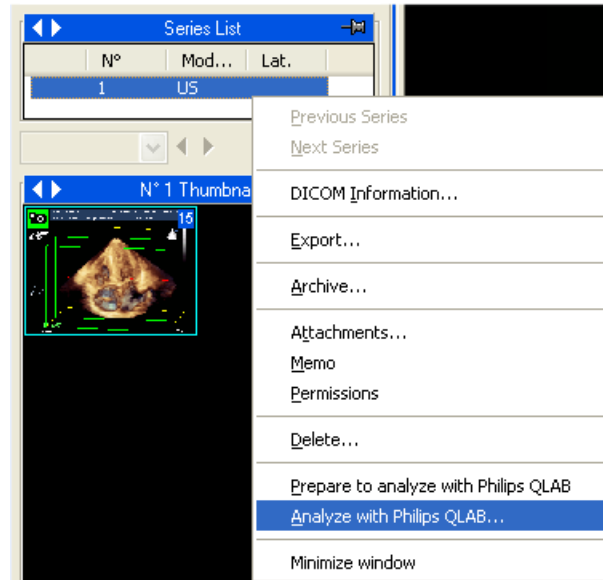 Series List
N° Mod... Lat.
1 US
Previous Series
Next Series
N° 1 Thumbna
15
DICOM Information...
Export...
Archive...
Attachments...
Memo
Permissions
Delete...
Prepare to analyze with Philips QLAB
Analyze with Philips QLAB...
Minimize window